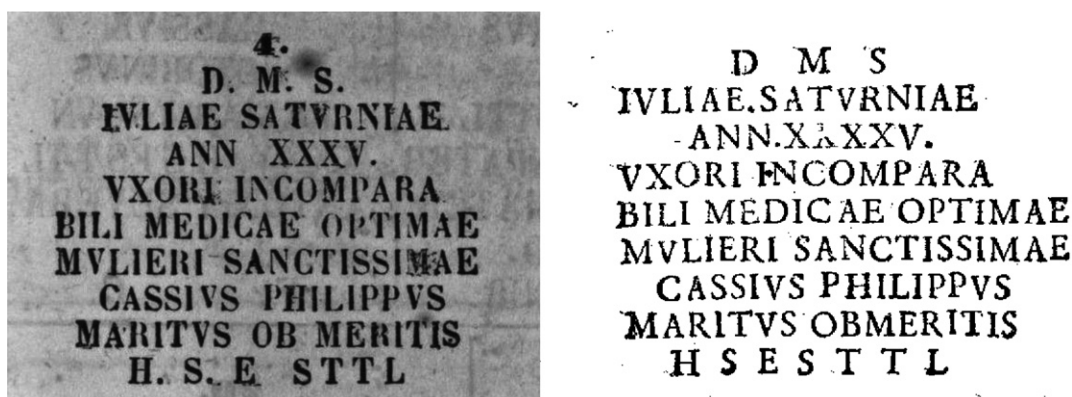 4.
D. M. S.
IVLIAE SATVRNIAE
ANN XXXV.
VXORI INCOMPARA
BILI MEDICAE OPTIMAE
MVLIERI SANCTISSIMAE
CASSIVS PHILIPPVS
MARITVS OB MERITIS
H. S. E STTL
D M S
IVLIAE.SATVRNIAE
ANN.XXXXV.
VXORI INCOMPARA
BILI MEDICAE OPTIMAE
MVLIERI SANCTISSIMAE
CASSIVS PHILIPPVS
MARITVS OBMERITIS
H S E S T T L